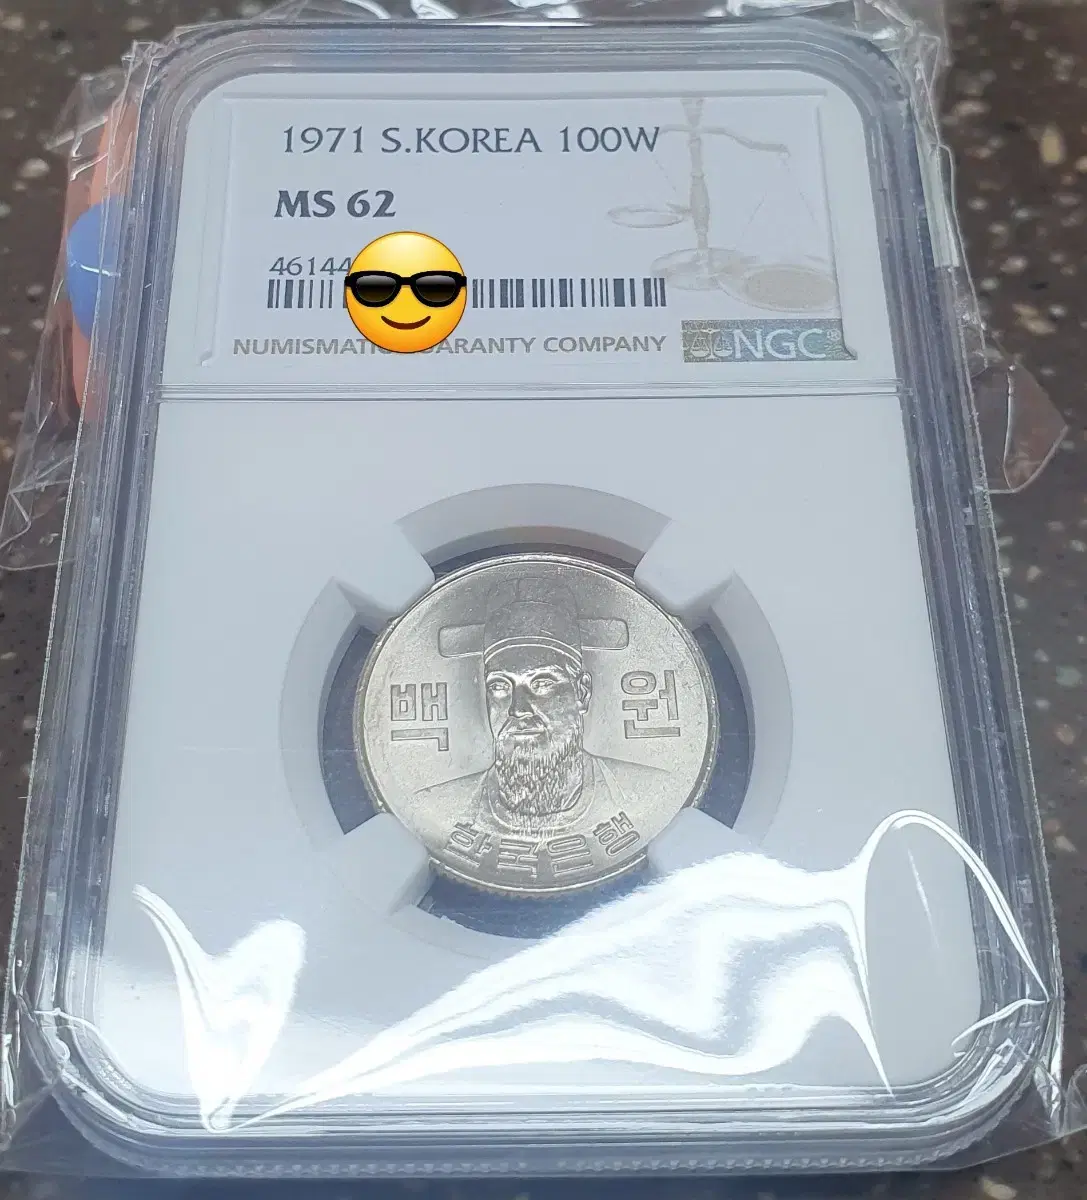 1971 S.KOREA 100W
MS 62
46144
NUMISMATIC GUARANTY COMPANY NGC®
백 원
한국은행